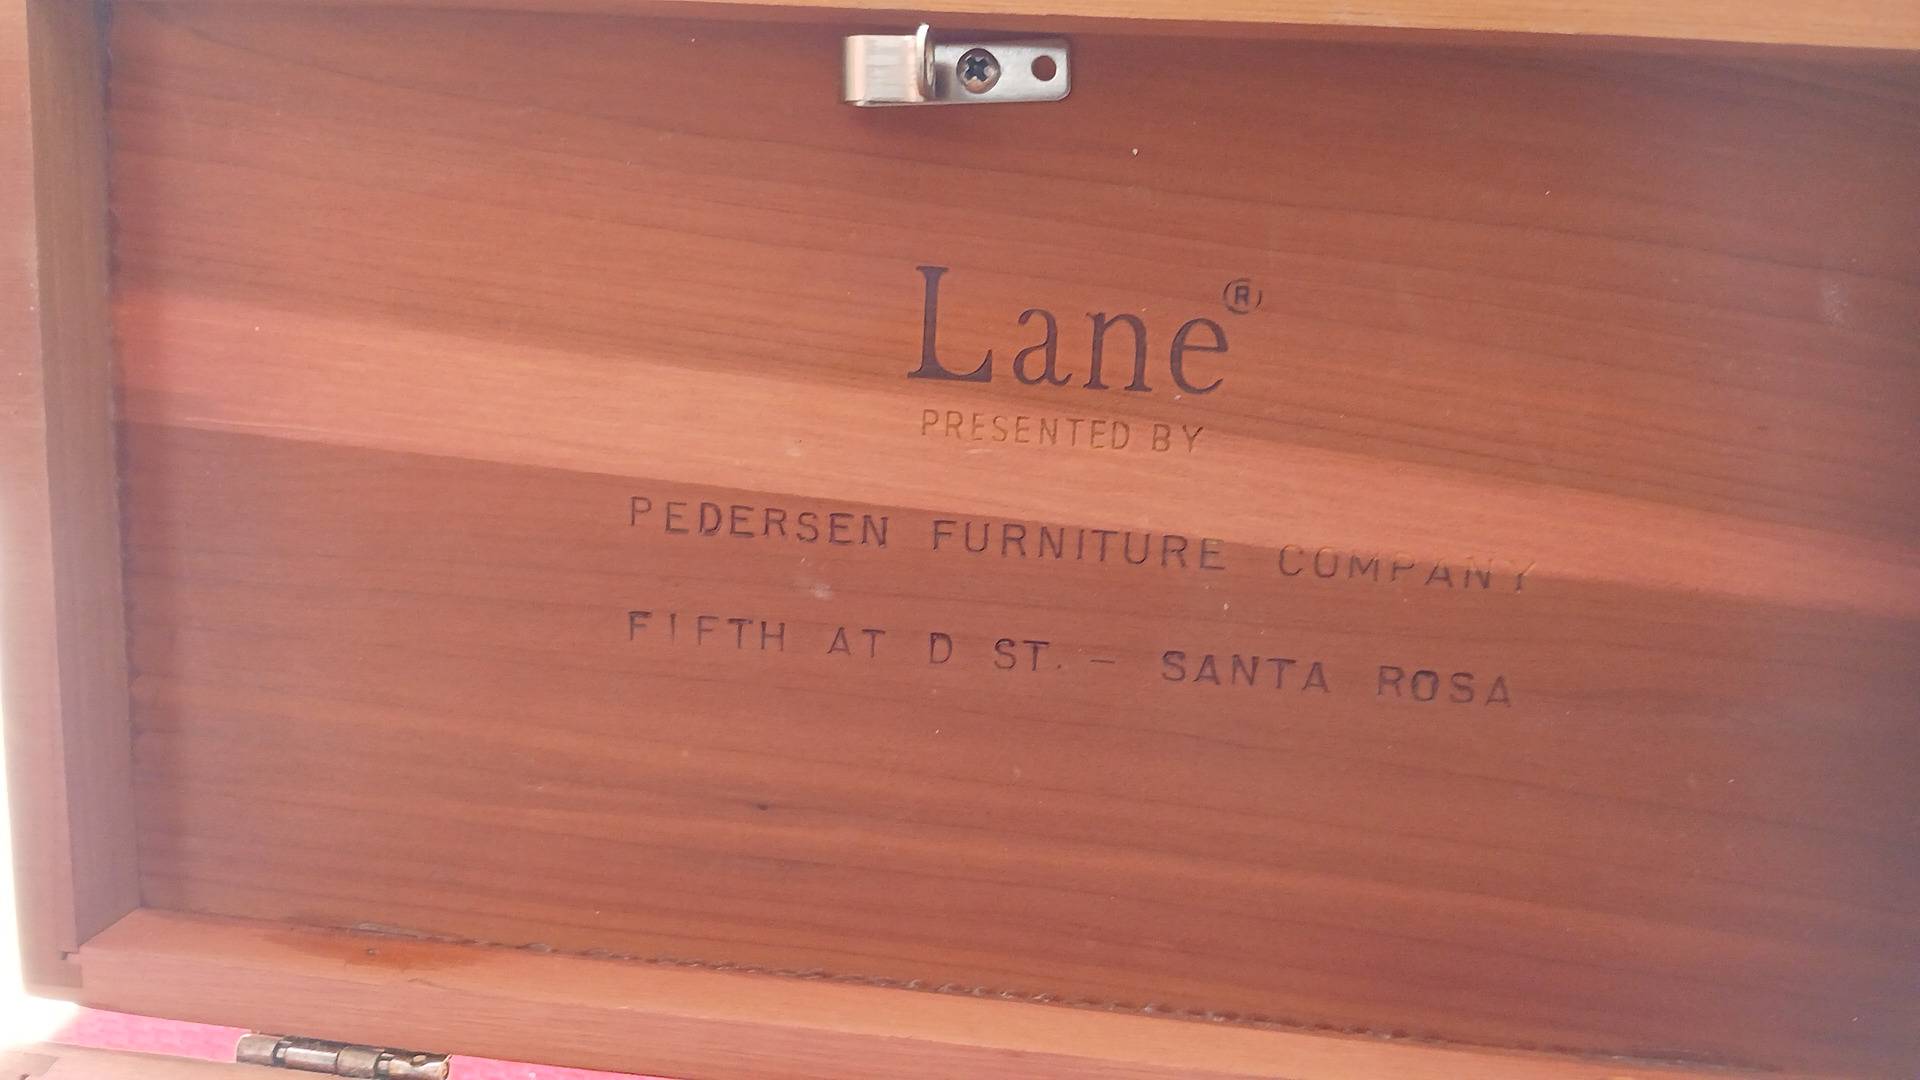 Lane®
PRESENTED BY
PEDERSEN FURNITURE COMPANY
FIFTH AT D ST. – SANTA ROSA